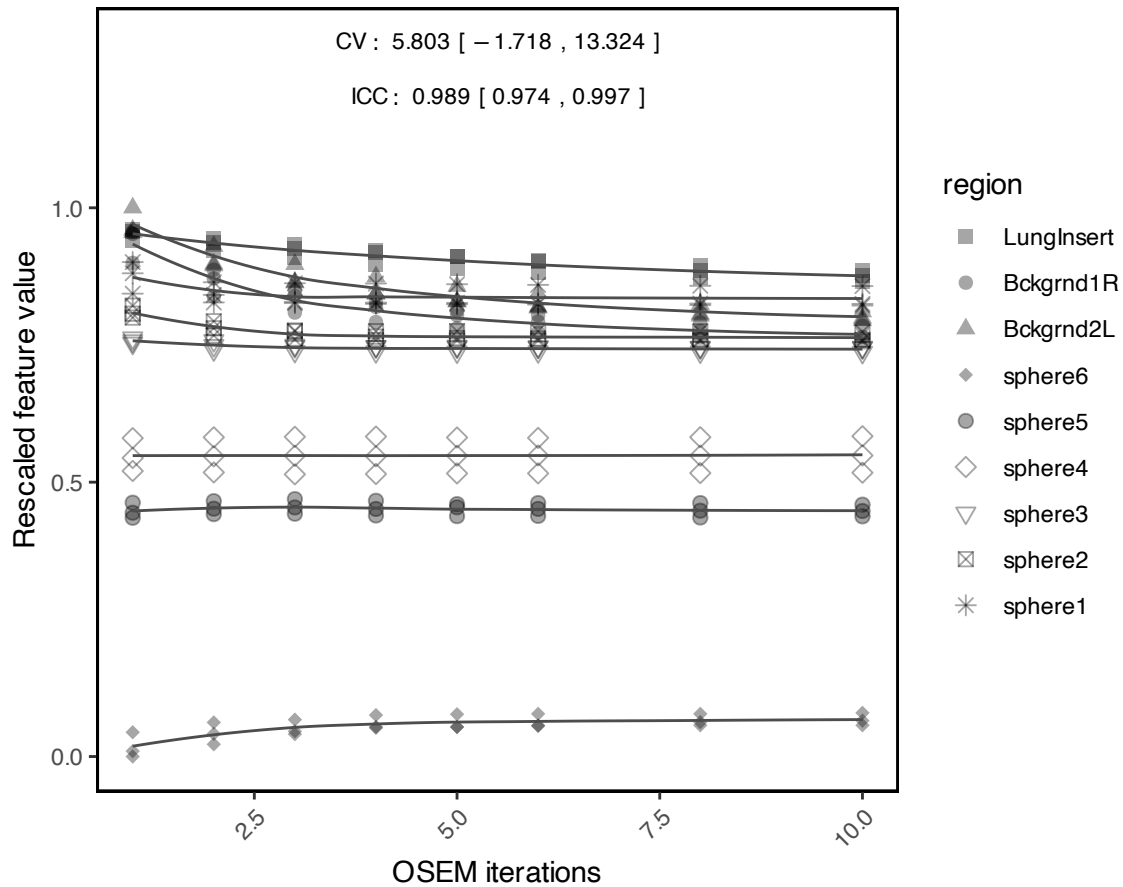 CV : 5.803 [ −1.718 , 13.324 ]
ICC : 0.989 [ 0.974 , 0.997 ]
1.0
0.5
0.0
Rescaled feature value
2.5
5.0
7.5
10.0
OSEM iterations
region
LungInsert
Bckgrnd1R
Bckgrnd2L
sphere6
sphere5
sphere4
sphere3
sphere2
sphere1